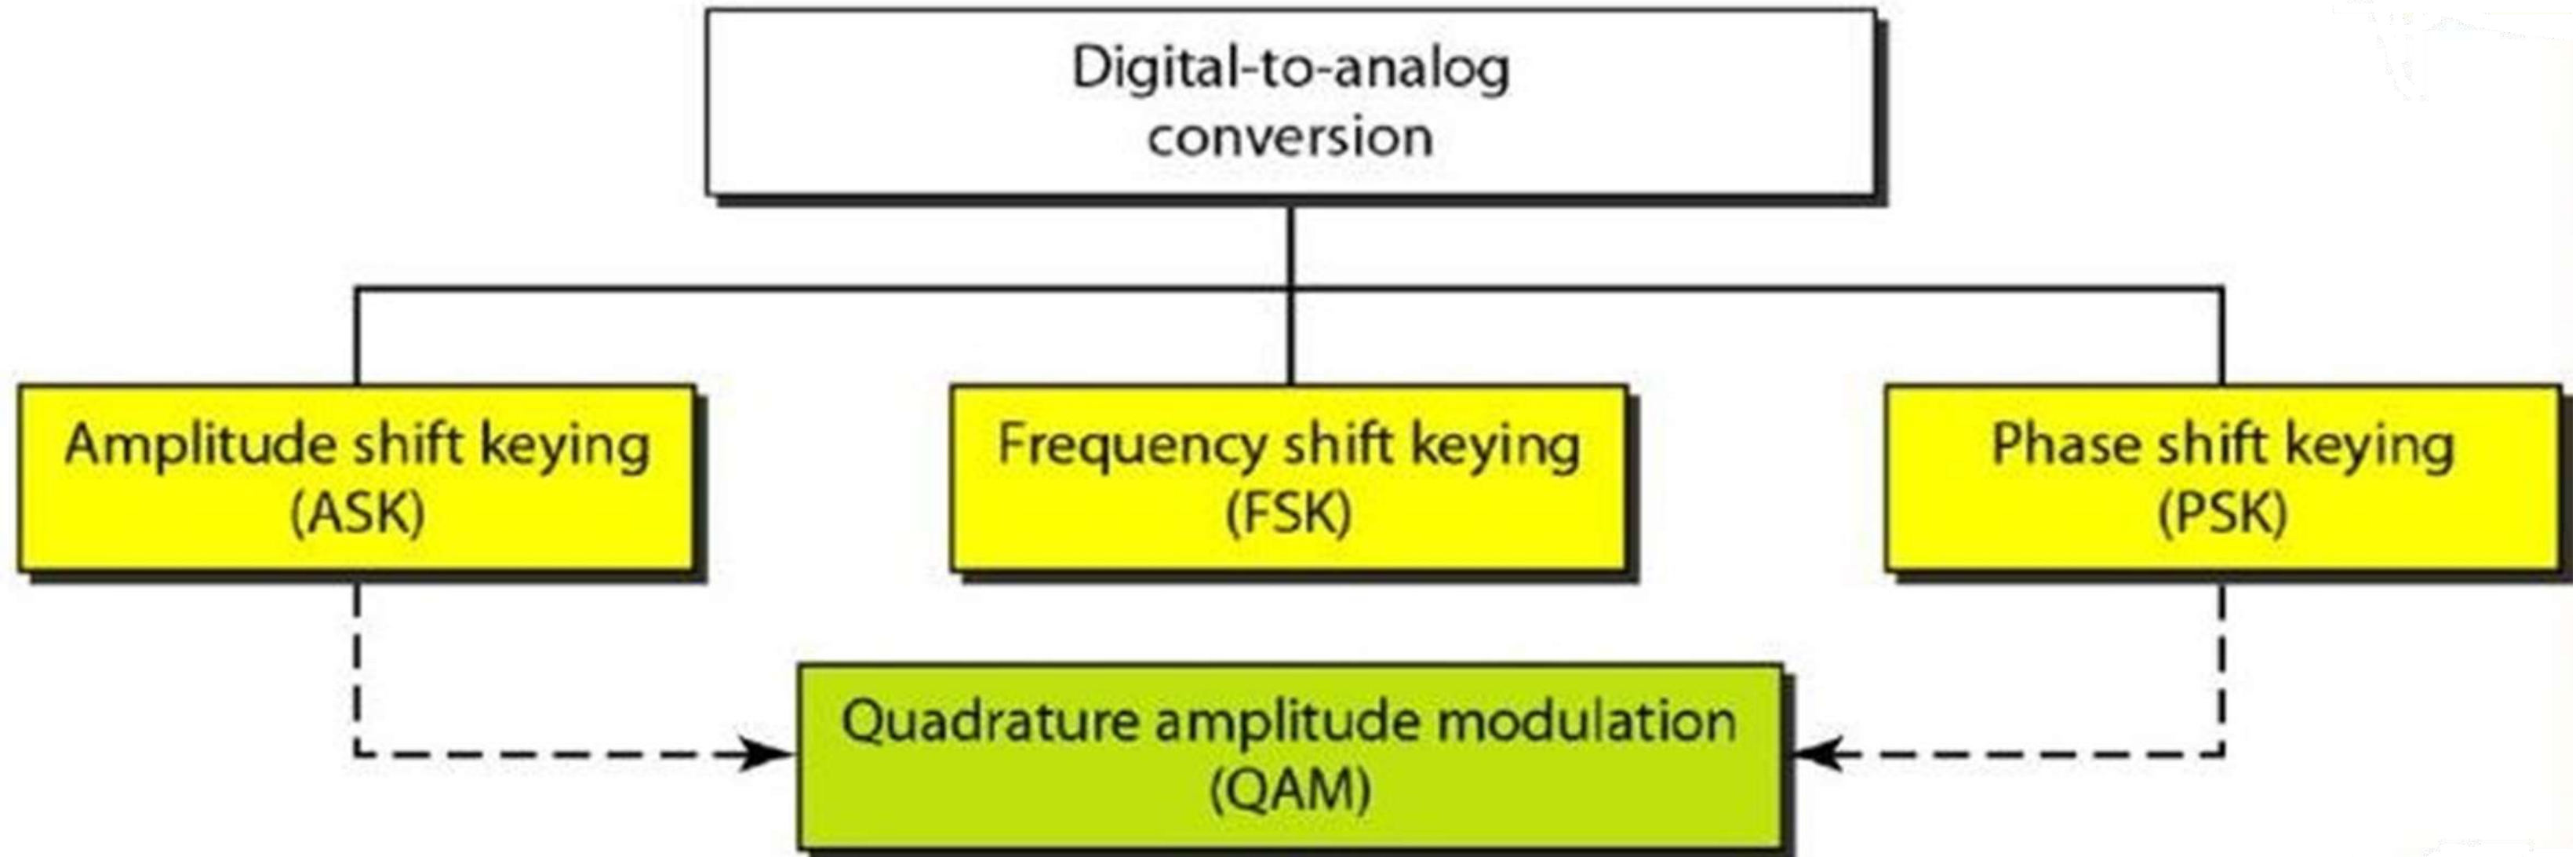 Digital-to-analog
conversion
Amplitude shift keying
(ASK)
Frequency shift keying
(FSK)
Phase shift keying
(PSK)
Quadrature amplitude modulation
(QAM)